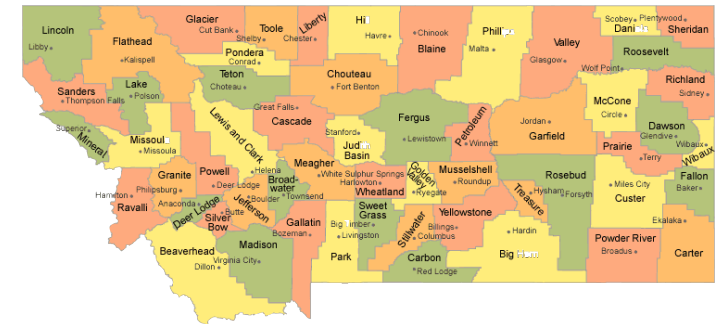 Lincoln
Libby
Flathead
Kalispell
Glacier
Cut Bank
Toole
Shelby
Liberty
Chester
Havre
Chinook
Blaine
Malta
Valley
Glasgow
Scobey
Plentywood
Sheridan
Roosevelt
Wolf Point
Pondera
Conrad
Teton
Choteau
Chouteau
Fort Benton
Richland
Sidney
Sanders
Thompson Falls
Lake
Polson
Great Falls
Cascade
Lewis and Clark
Helena
Fergus
Lewistown
Petroleum
Winnett
Jordan
Garfield
McCone
Circle
Dawson
Glendive
Wibaux
Wibaux
Prairie
Terry
Superior
Mineral
Missoula
Stanford
Basin
Meagher
White Sulphur Springs
Harlowton
Wheatland
Golden
Valley
Ryegate
Musselshell
Roundup
Granite
Philipsburg
Powell
Deer Lodge
Broad-
water
Townsend
Hamilton
Ravalli
Anaconda
Deer Lodge
Butte
Silver
Bow
Boulder
Jefferson
Gallatin
Bozeman
Sweet
Grass
Livingston
Park
Stillwater
Columbus
Yellowstone
Billings
Treasure
Hysham
Rosebud
Forsyth
Miles City
Custer
Fallon
Baker
Ekalaka
Carter
Powder River
Broadus
Hardin
Big
Carbon
Red Lodge
Beaverhead
Dillon
Madison
Virginia City